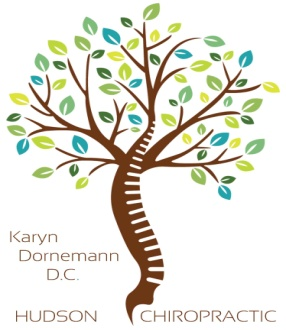 Karyn
Dornemann
D.C.
HUDSON CHIROPRACTIC